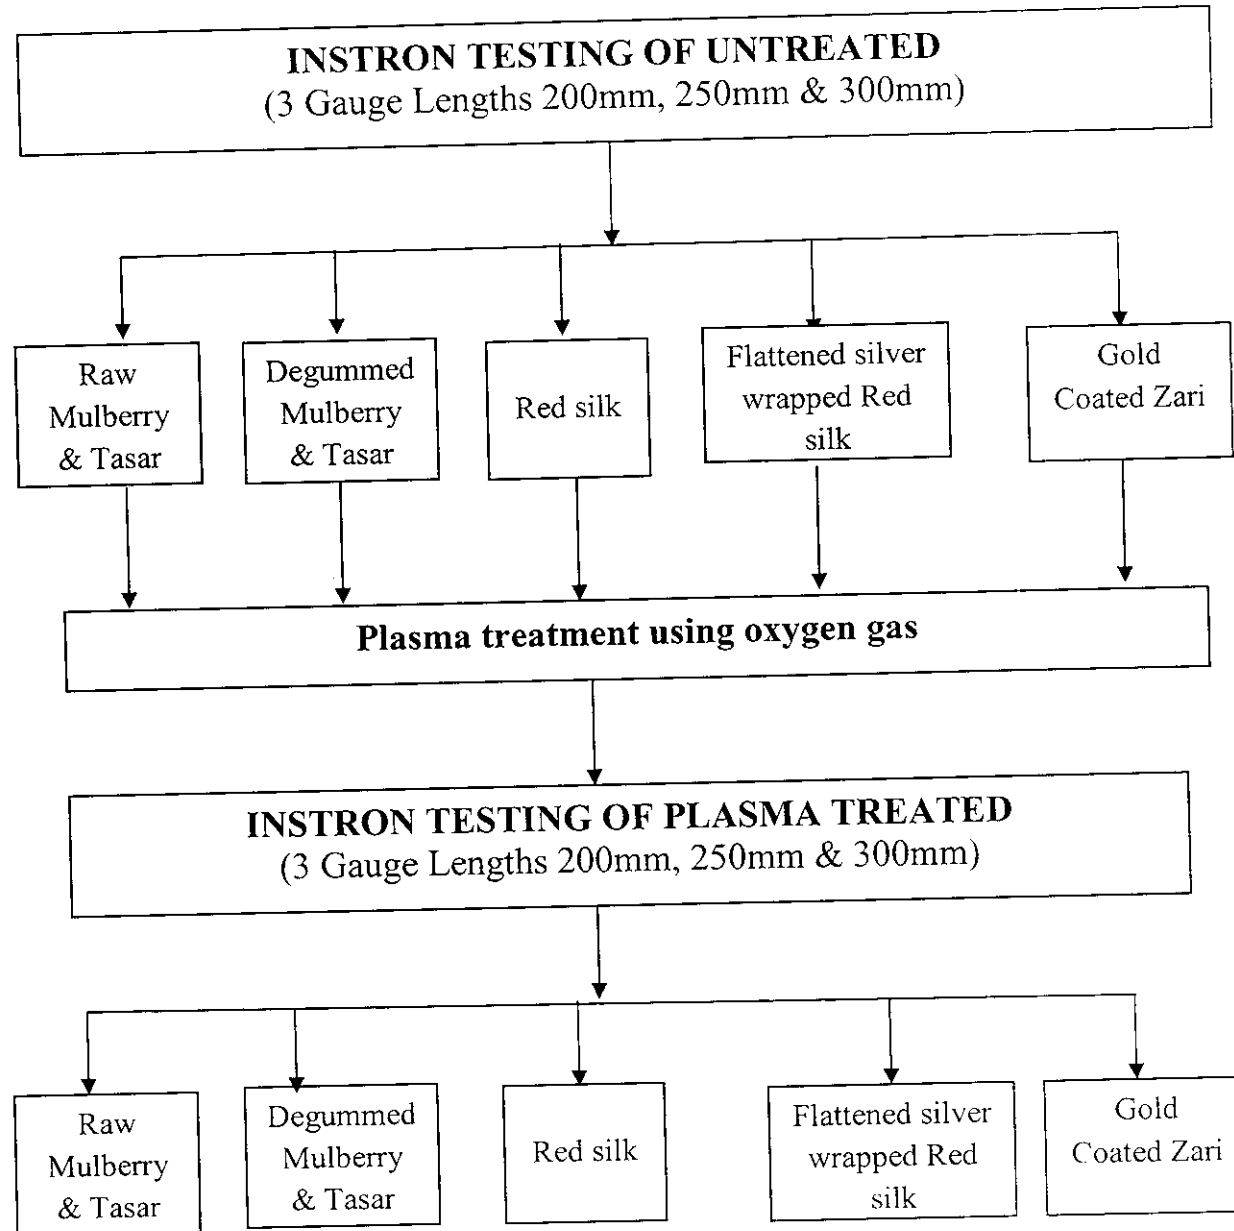 INSTRON TESTING OF UNTREATED
(3 Gauge Lengths 200mm, 250mm & 300mm)
Raw
Mulberry
& Tasar
Degummed
Mulberry
& Tasar
Red silk
Flattened silver
wrapped Red
silk
Gold
Coated Zari
Plasma treatment using oxygen gas
INSTRON TESTING OF PLASMA TREATED
(3 Gauge Lengths 200mm, 250mm & 300mm)
Raw
Mulberry
& Tasar
Degummed
Mulberry
& Tasar
Red silk
Flattened silver
wrapped Red
silk
Gold
Coated Zari